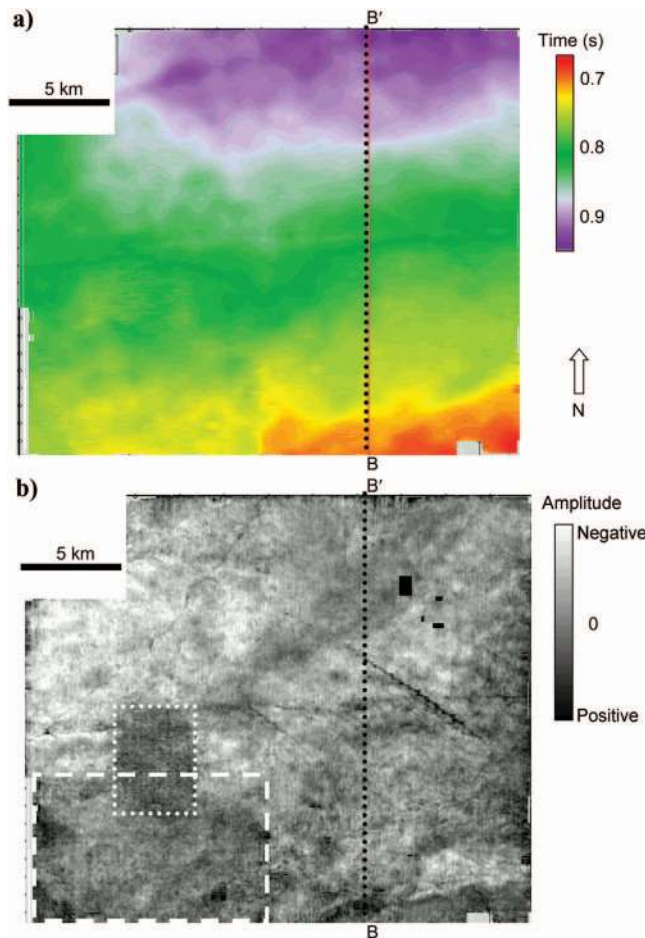 a)
B′
Time (s)
5 km
0.7
0.8
0.9
N
B
b)
B′
Amplitude
5 km
Negative
0
Positive
B